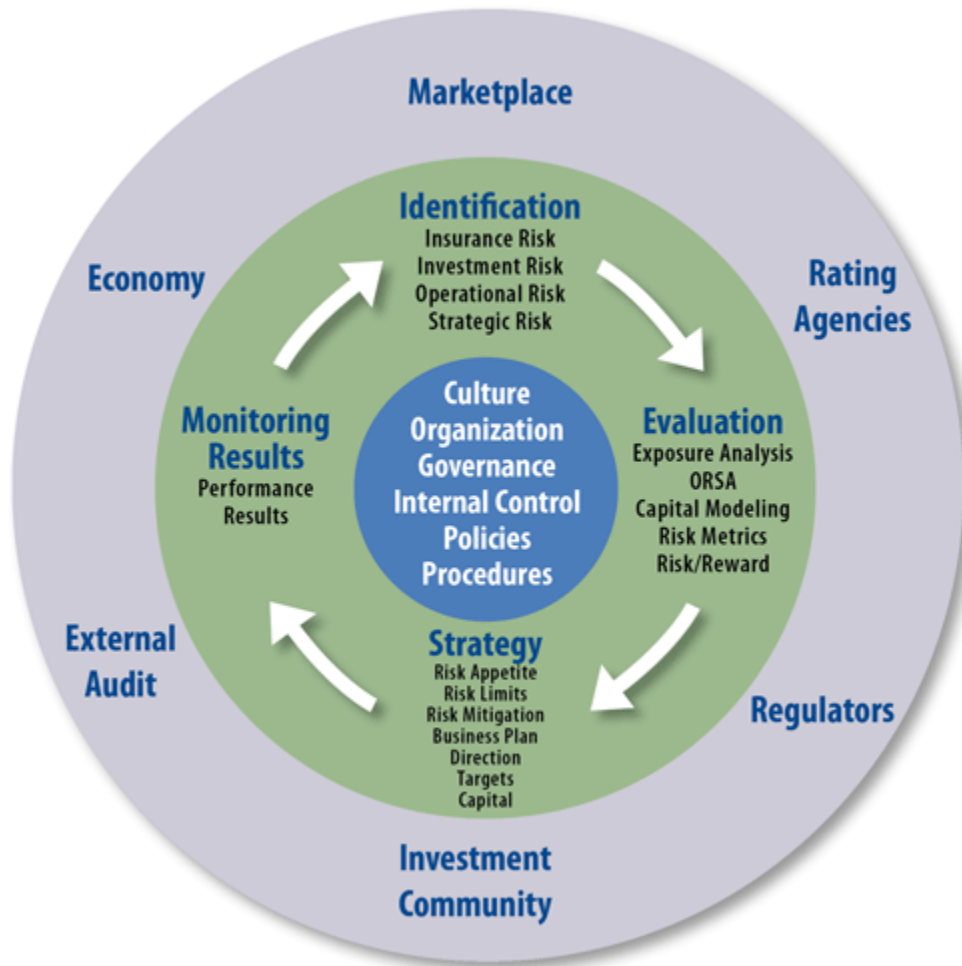 Marketplace
Rating
Agencies
Regulators
Investment
Community
External
Audit
Economy
Identification
Insurance Risk
Investment Risk
Operational Risk
Strategic Risk
Evaluation
Exposure Analysis
ORSA
Capital Modeling
Risk Metrics
Risk/Reward
Strategy
Risk Appetite
Risk Limits
Risk Mitigation
Business Plan
Direction
Targets
Capital
Monitoring
Results
Performance
Results
Culture
Organization
Governance
Internal Control
Policies
Procedures